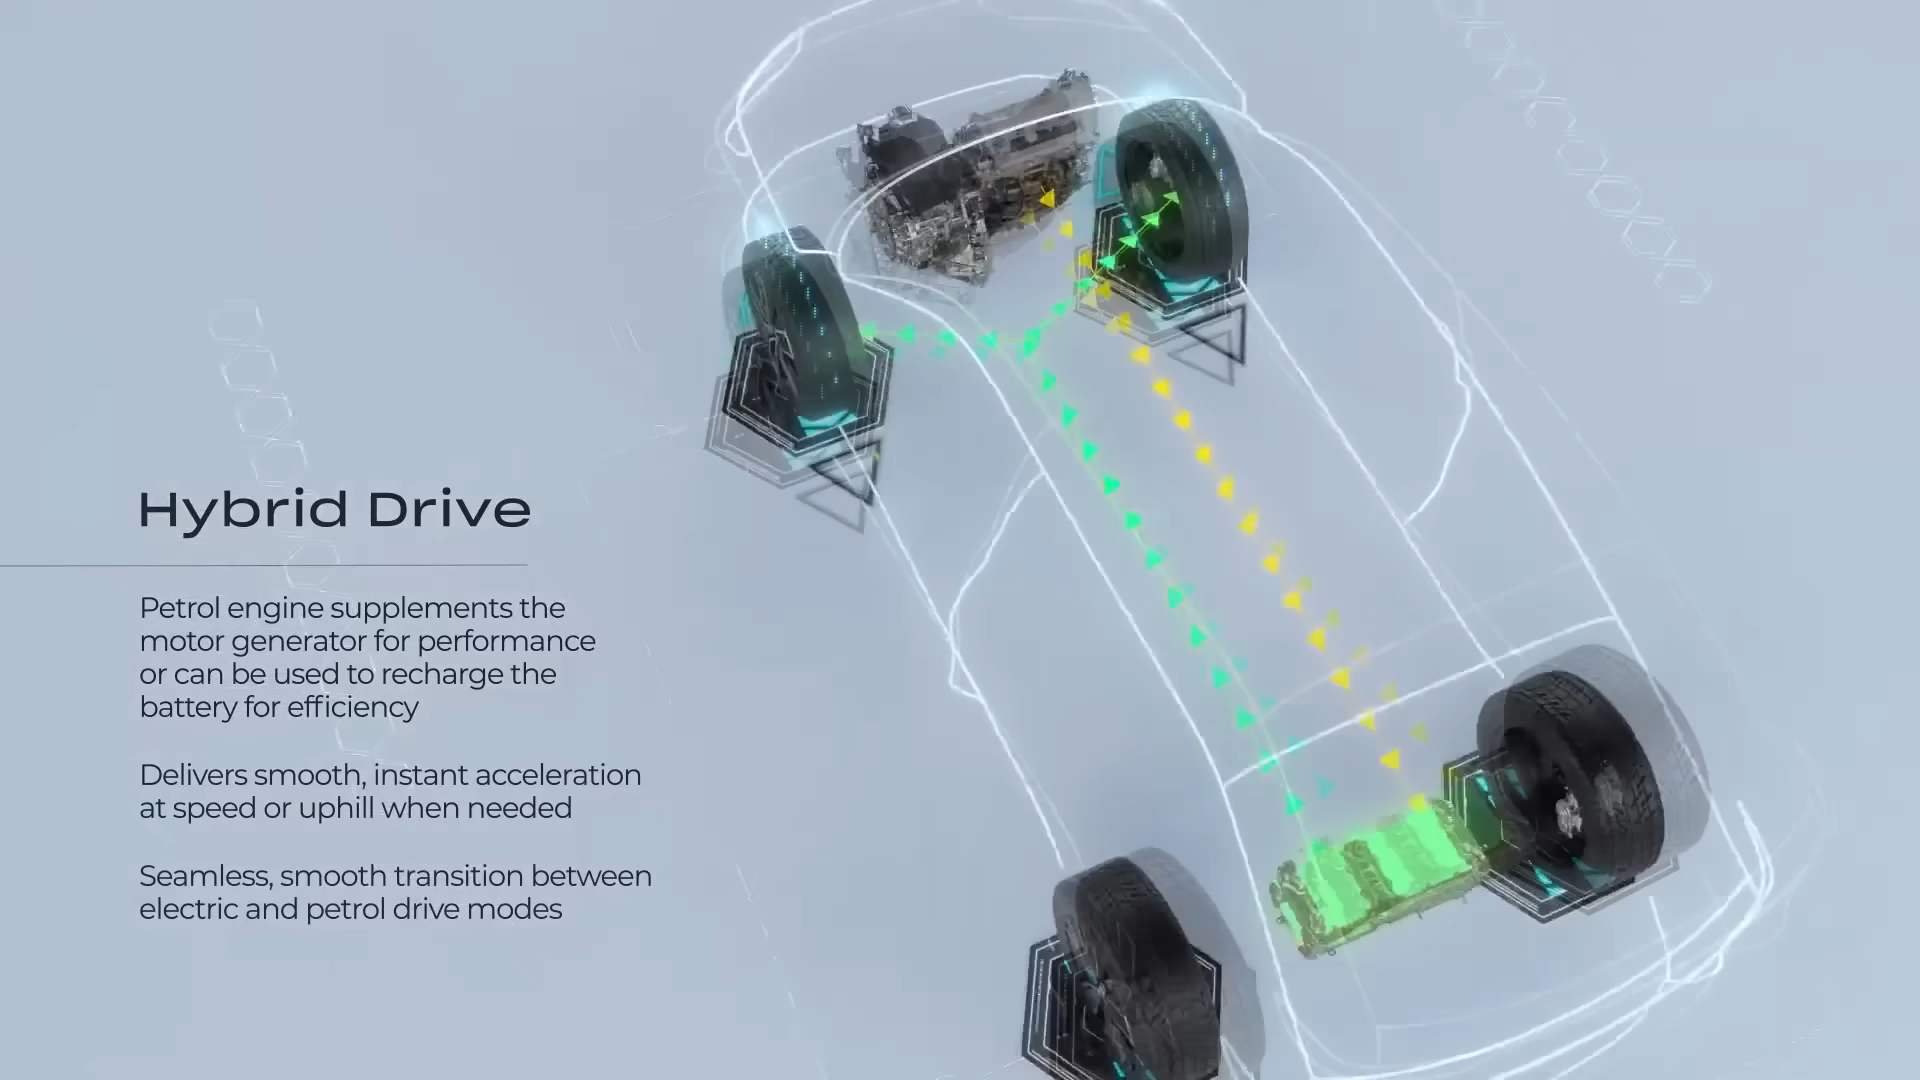 Hybrid Drive
Petrol engine supplements the
motor generator for performance
or can be used to recharge the
battery for efficiency
Delivers smooth, instant acceleration
at speed or uphill when needed
Seamless, smooth transition between
electric and petrol drive modes